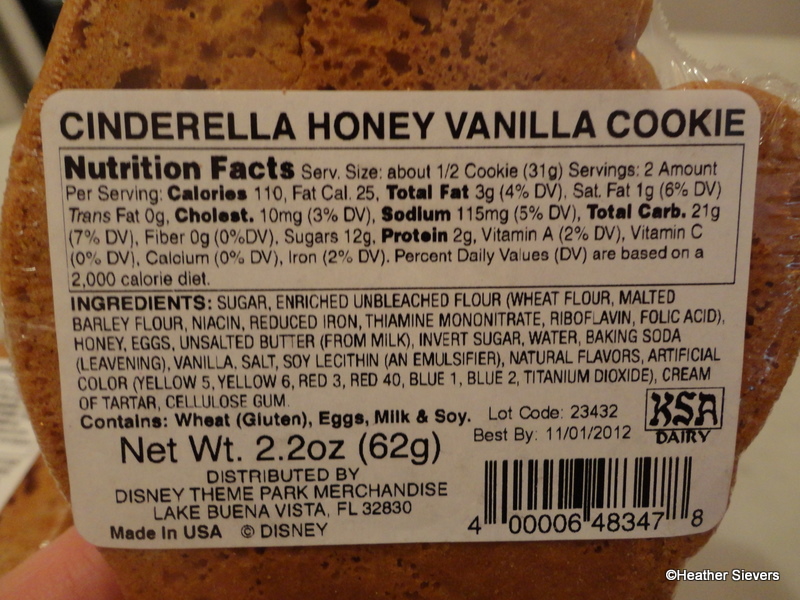 CINDERELLA HONEY VANILLA COOKIE
Nutrition Facts Serv. Size: about 1/2 Cookie (31g) Servings: 2 Amount
Per Serving: Calories 110, Fat Cal. 25, Total Fat 3g (4% DV), Sat. Fat 1g (6% DV)
Trans Fat 0g, Cholest. 10mg (3% DV), Sodium 115mg (5% DV), Total Carb. 21g
(7% DV), Fiber 0g (0%DV), Sugars 12g, Protein 2g, Vitamin A (2% DV), Vitamin C
(0% DV), Calcium (0% DV), Iron (2% DV). Percent Daily Values (DV) are based on a
2,000 calorie diet.
INGREDIENTS: SUGAR, ENRICHED UNBLEACHED FLOUR (WHEAT FLOUR, MALTED
BARLEY FLOUR, NIACIN, REDUCED IRON, THIAMINE MONONITRATE, RIBOFLAVIN, FOLIC ACID),
HONEY, EGGS, UNSALTED BUTTER (FROM MILK), INVERT SUGAR, WATER, BAKING SODA
(LEAVENING), VANILLA, SALT, SOY LECITHIN (AN EMULSIFIER), NATURAL FLAVORS, ARTIFICIAL
COLOR (YELLOW 5, YELLOW 6, RED 3, RED 40, BLUE 1, BLUE 2, TITANIUM DIOXIDE), CREAM
OF TARTAR, CELLULOSE GUM.
Contains: Wheat (Gluten), Eggs, Milk & Soy.
Lot Code: 23432
Best By: 11/01/2012
KSA
DAIRY
Net Wt. 2.2oz (62g)
DISTRIBUTED BY
DISNEY THEME PARK MERCHANDISE
LAKE BUENA VISTA, FL 32830
Made In USA © DISNEY
4 00006 48347 8
©Heather Sievers